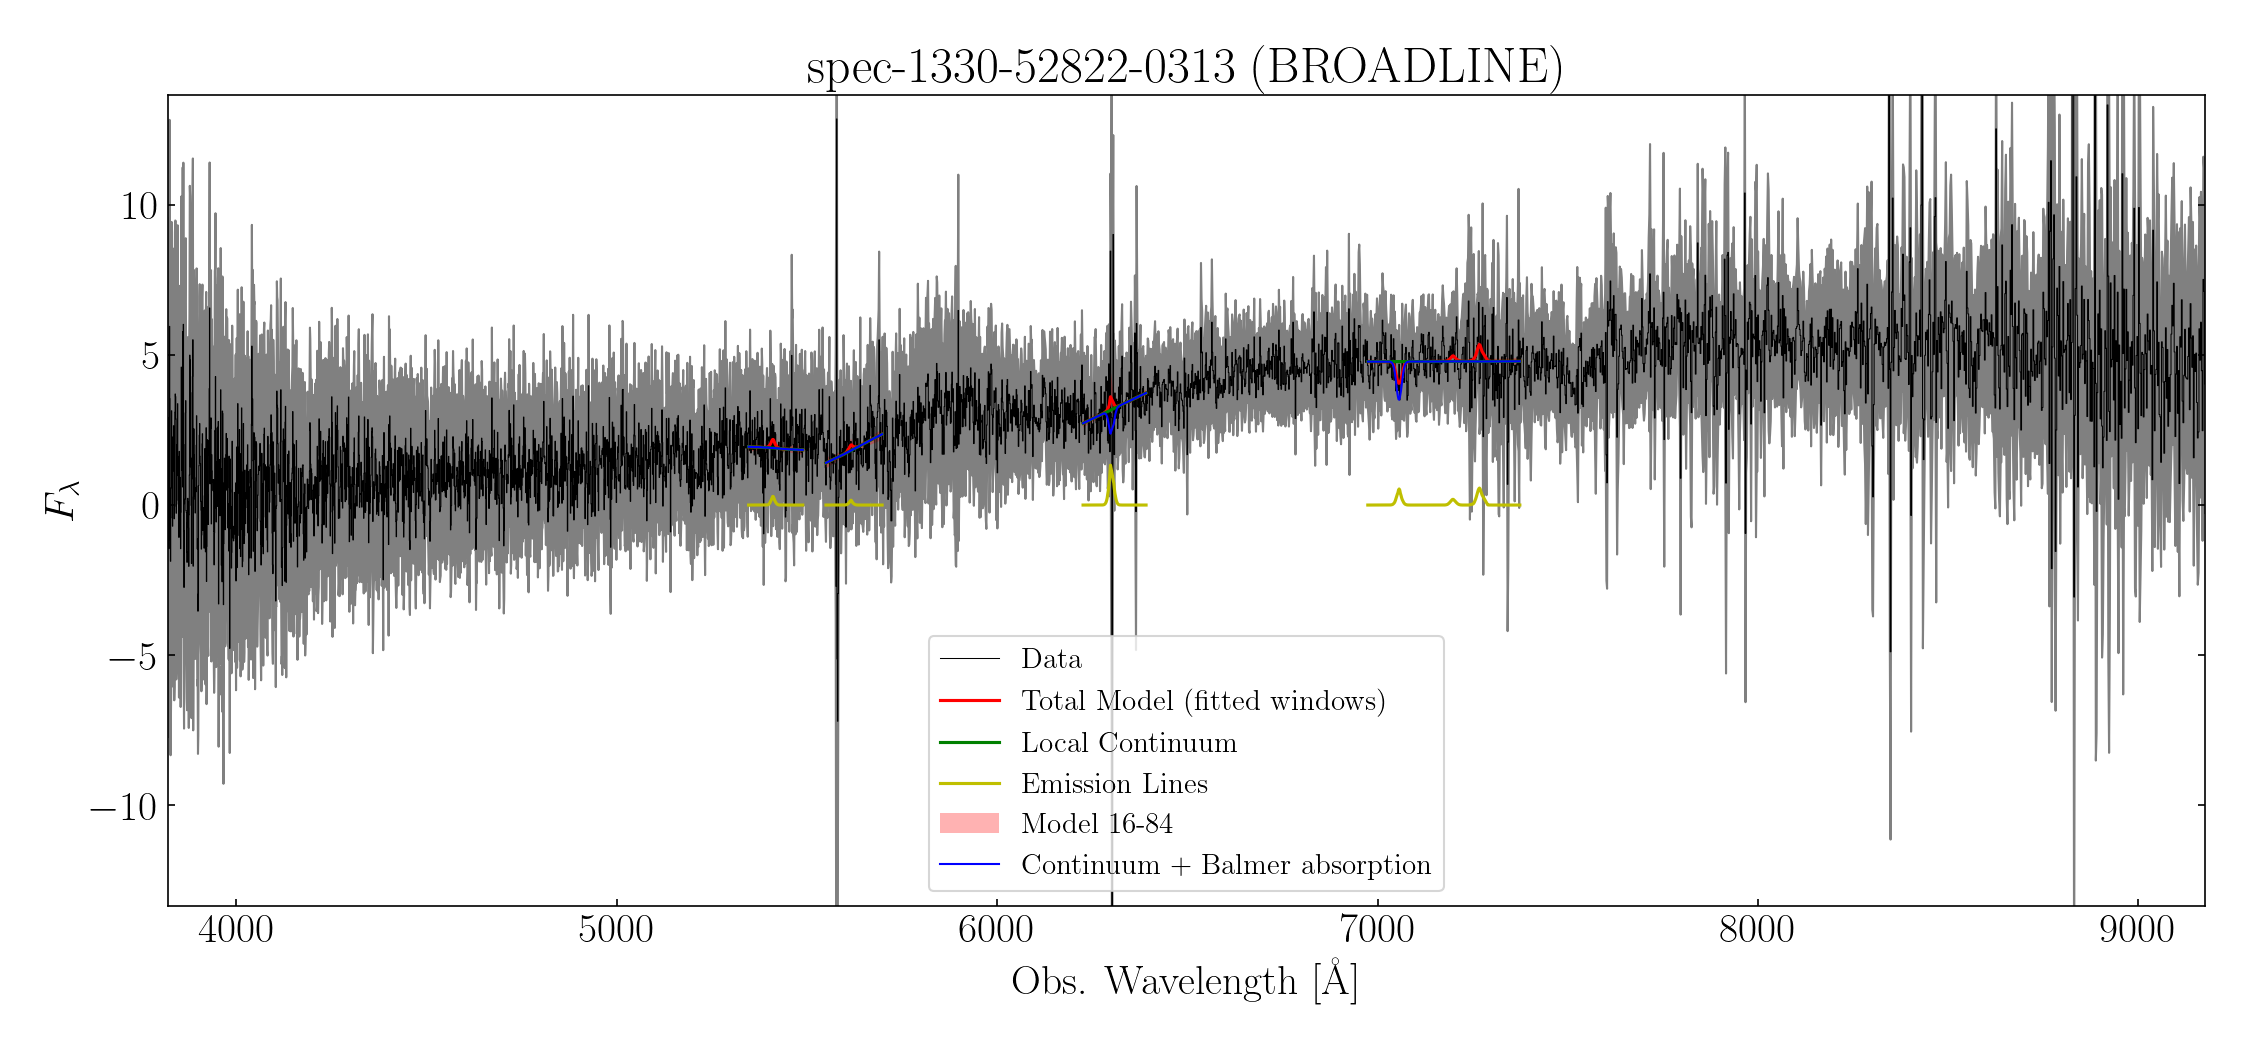 spec-1330-52822-0313 (BROADLINE)
10
5
0
−5
−10
F_λ
Data
Total Model (fitted windows)
Local Continuum
Emission Lines
Model 16-84
Continuum + Balmer absorption
4000 5000 6000 7000 8000 9000
Obs. Wavelength [Å]